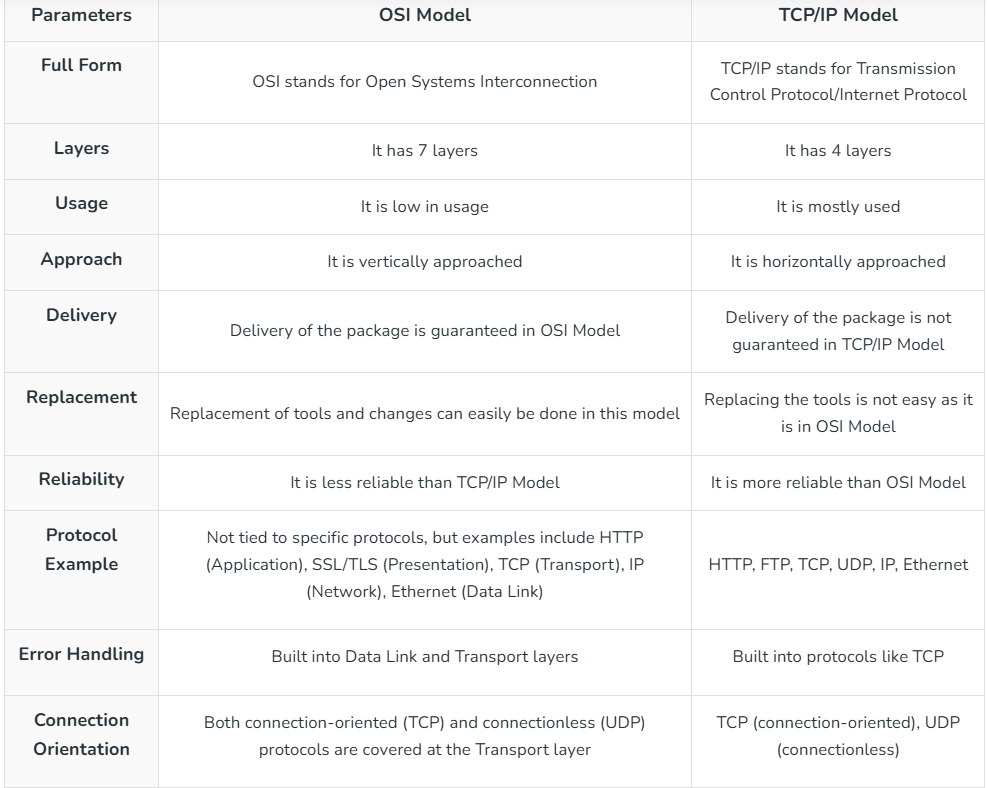 Parameters OSI Model TCP/IP Model
Full Form
OSI stands for Open Systems Interconnection
TCP/IP stands for Transmission
Control Protocol/Internet Protocol
Layers It has 7 layers It has 4 layers
Usage It is low in usage It is mostly used
Approach It is vertically approached It is horizontally approached
Delivery
Delivery of the package is guaranteed in OSI Model
Delivery of the package is not
guaranteed in TCP/IP Model
Replacement
Replacement of tools and changes can easily be done in this model
Replacing the tools is not easy as it
is in OSI Model
Reliability It is less reliable than TCP/IP Model It is more reliable than OSI Model
Protocol
Example
Not tied to specific protocols, but examples include HTTP
(Application), SSL/TLS (Presentation), TCP (Transport), IP
(Network), Ethernet (Data Link)
HTTP, FTP, TCP, UDP, IP, Ethernet
Error Handling Built into Data Link and Transport layers Built into protocols like TCP
Connection
Orientation
Both connection-oriented (TCP) and connectionless (UDP)
protocols are covered at the Transport layer
TCP (connection-oriented), UDP
(connectionless)